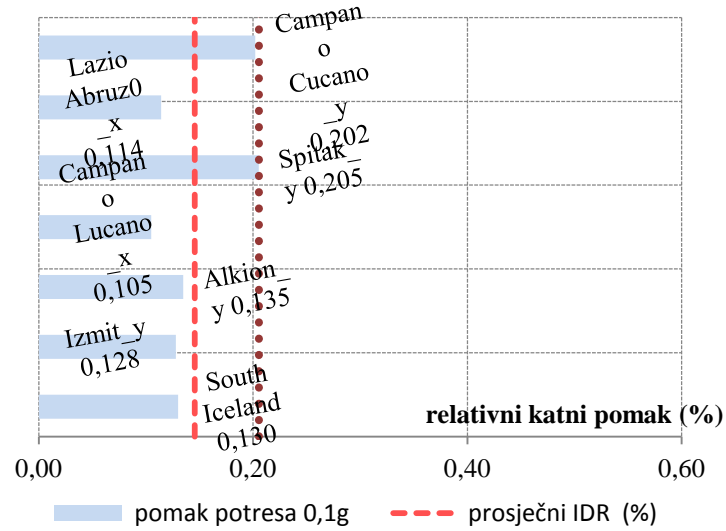 Campan
o
Cucano
_y
0,202
Lazio
Abruz0
_x
0,114
Spitak_
y 0,205
Campan
o
Lucano
_x
0,105
Alkion_
y 0,135
Izmit_y
0,128
South
Iceland
0,130
relativni katni pomak (%)
0,00
0,20
0,40
0,60
pomak potresa 0,1g
prosječni IDR (%)